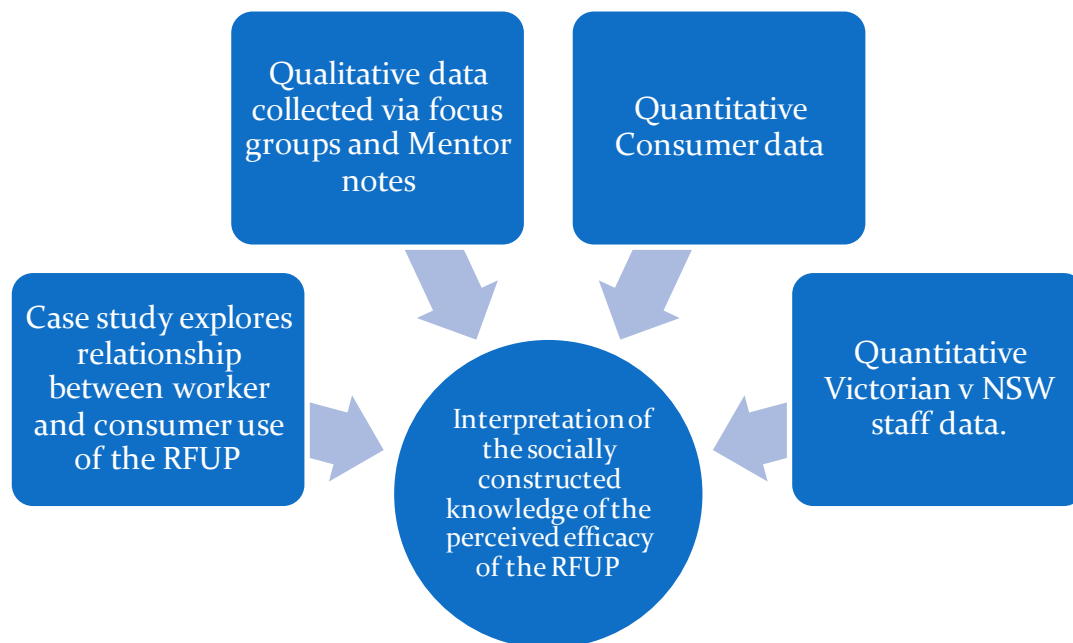 Qualitative data
collected via focus
groups and Mentor
notes
Quantitative
Consumer data
Case study explores
relationship
between worker
and consumer use
of the RFUP
Quantitative
Victorian v NSW
staff data.
Interpretation of
the socially
constructed
knowledge of the
perceived efficacy
of the RFUP